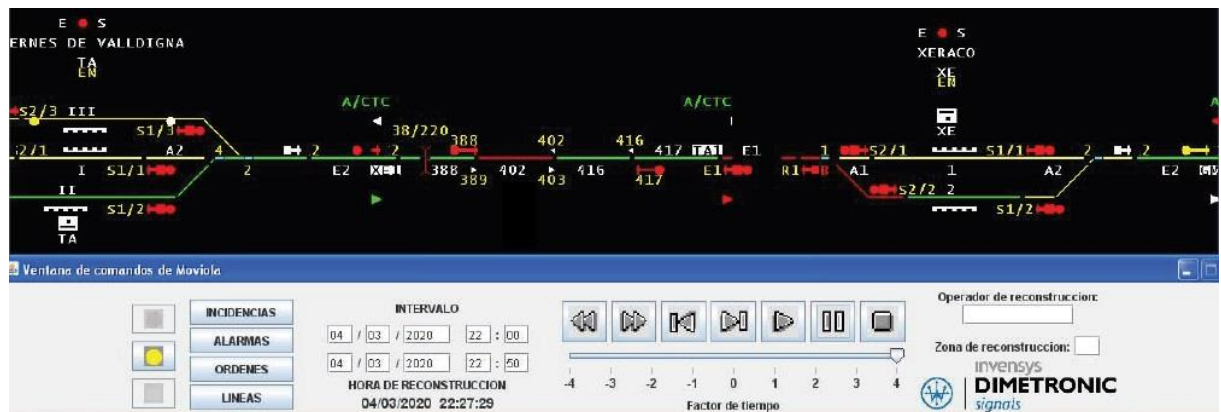 E S
ERNES DE VALLDIGNA
TA
EN
E S
XERACO
XE
EN
A/CTC
A/CTC
S2/3 III
S1/3
38/220
388
402
416
XE
2/1
A2
4
2
2
417 TA1 E1
1
S2/1
S1/1
2
2
I
S1/1
2
E2
XE1
388
389
402
403
416
417
E1
R1
A1
1
A2
E2
II
S2/2 2
S1/2
S1/2
TA
Ventana de comandos de Moviola
INCIDENCIAS
ALARMAS
ORDENES
LINEAS
INTERVALO
04 / 03 / 2020 22 : 00
04 / 03 / 2020 22 : 50
HORA DE RECONSTRUCCION
04/03/2020 22:27:29
-4 -3 -2 -1 0 1 2 3 4
Factor de tiempo
Operador de reconstruccion:
Zona de reconstruccion:
invensys
DIMETRONIC
signals